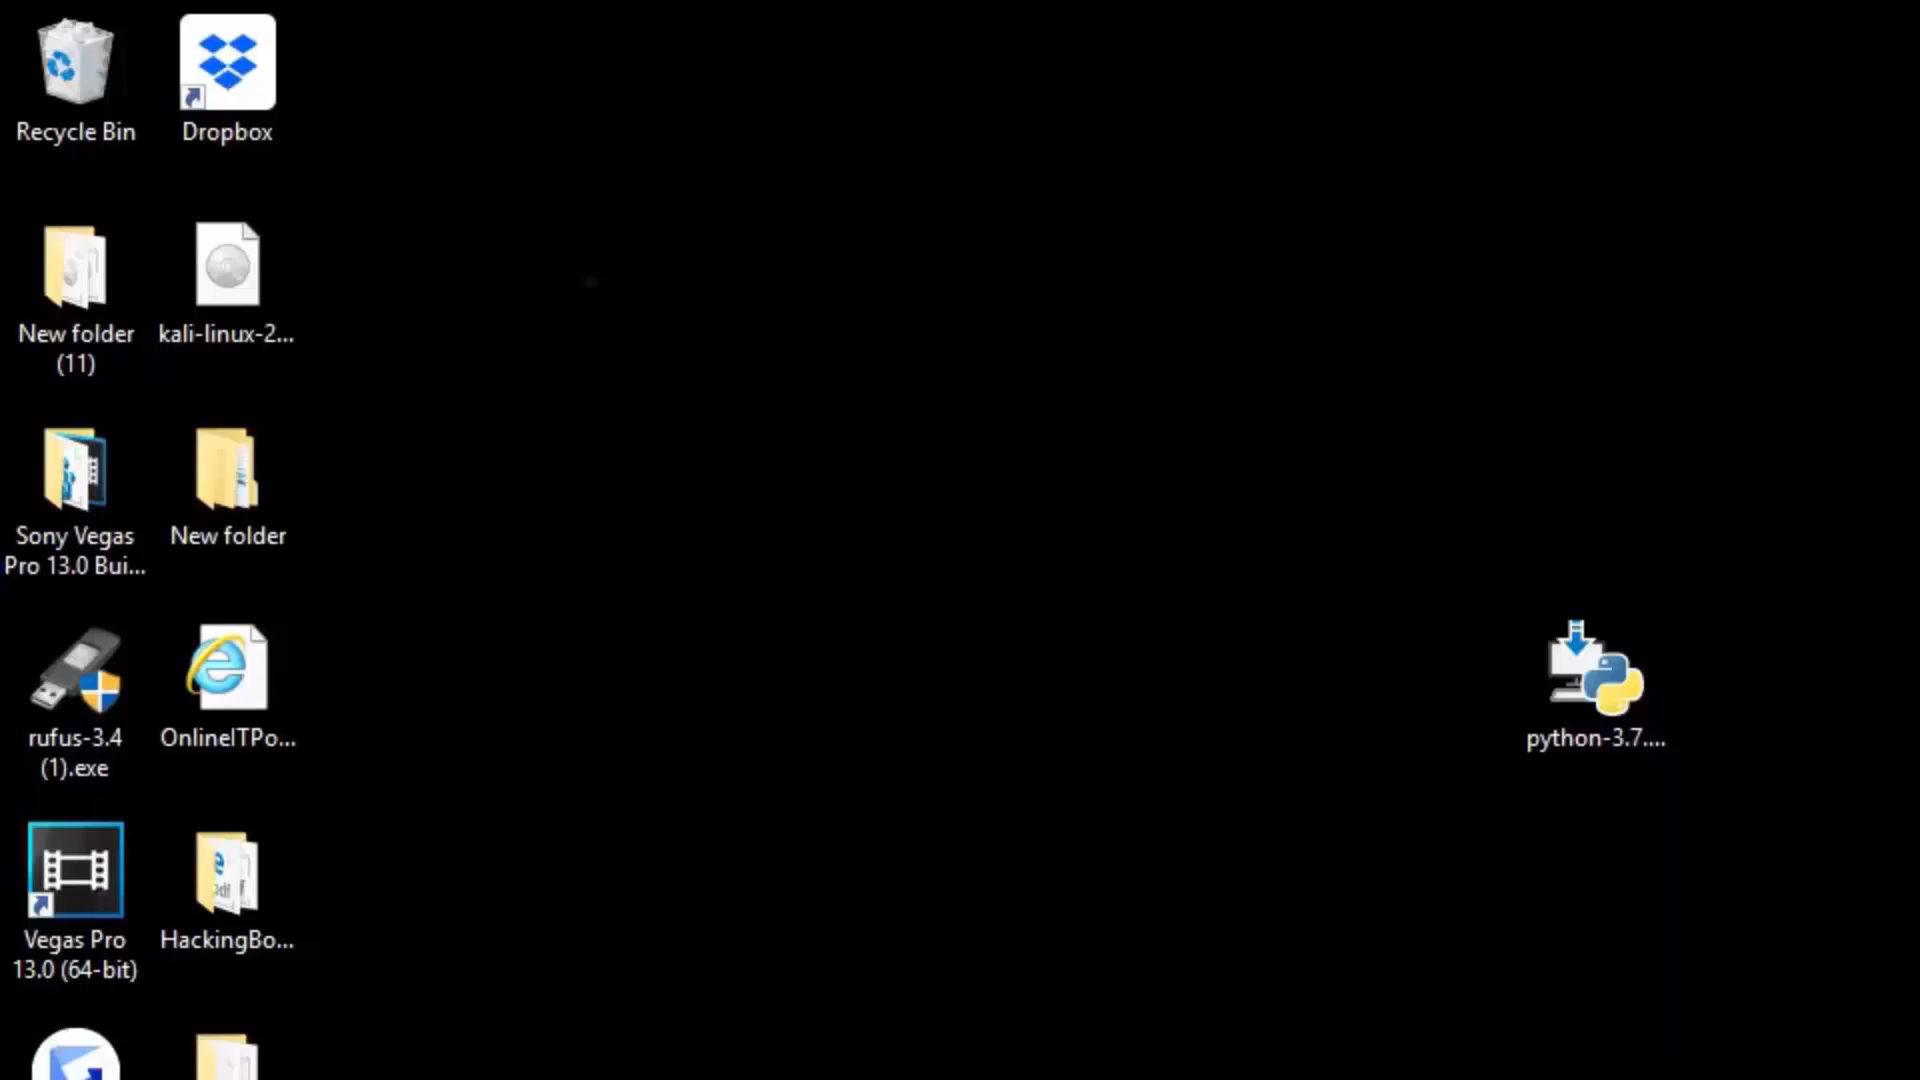 Recycle Bin
Dropbox
New folder
(11)
kali-linux-2...
Sony Vegas
Pro 13.0 Bui...
New folder
rufus-3.4
(1).exe
OnlineITPo...
python-3.7....
Vegas Pro
13.0 (64-bit)
HackingBo...